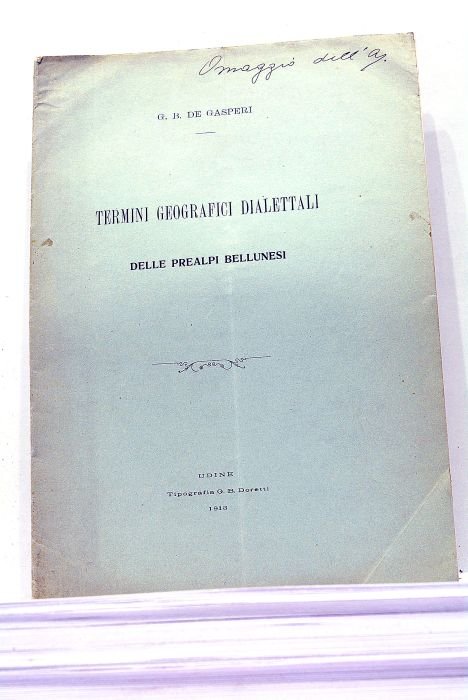 Omaggio dell'A.
G. B. DE GASPERI
TERMINI GEOGRAFICI DIALETTALI
DELLE PREALPI BELLUNESI
UDINE
Tipografia G. B. Doretti
1913